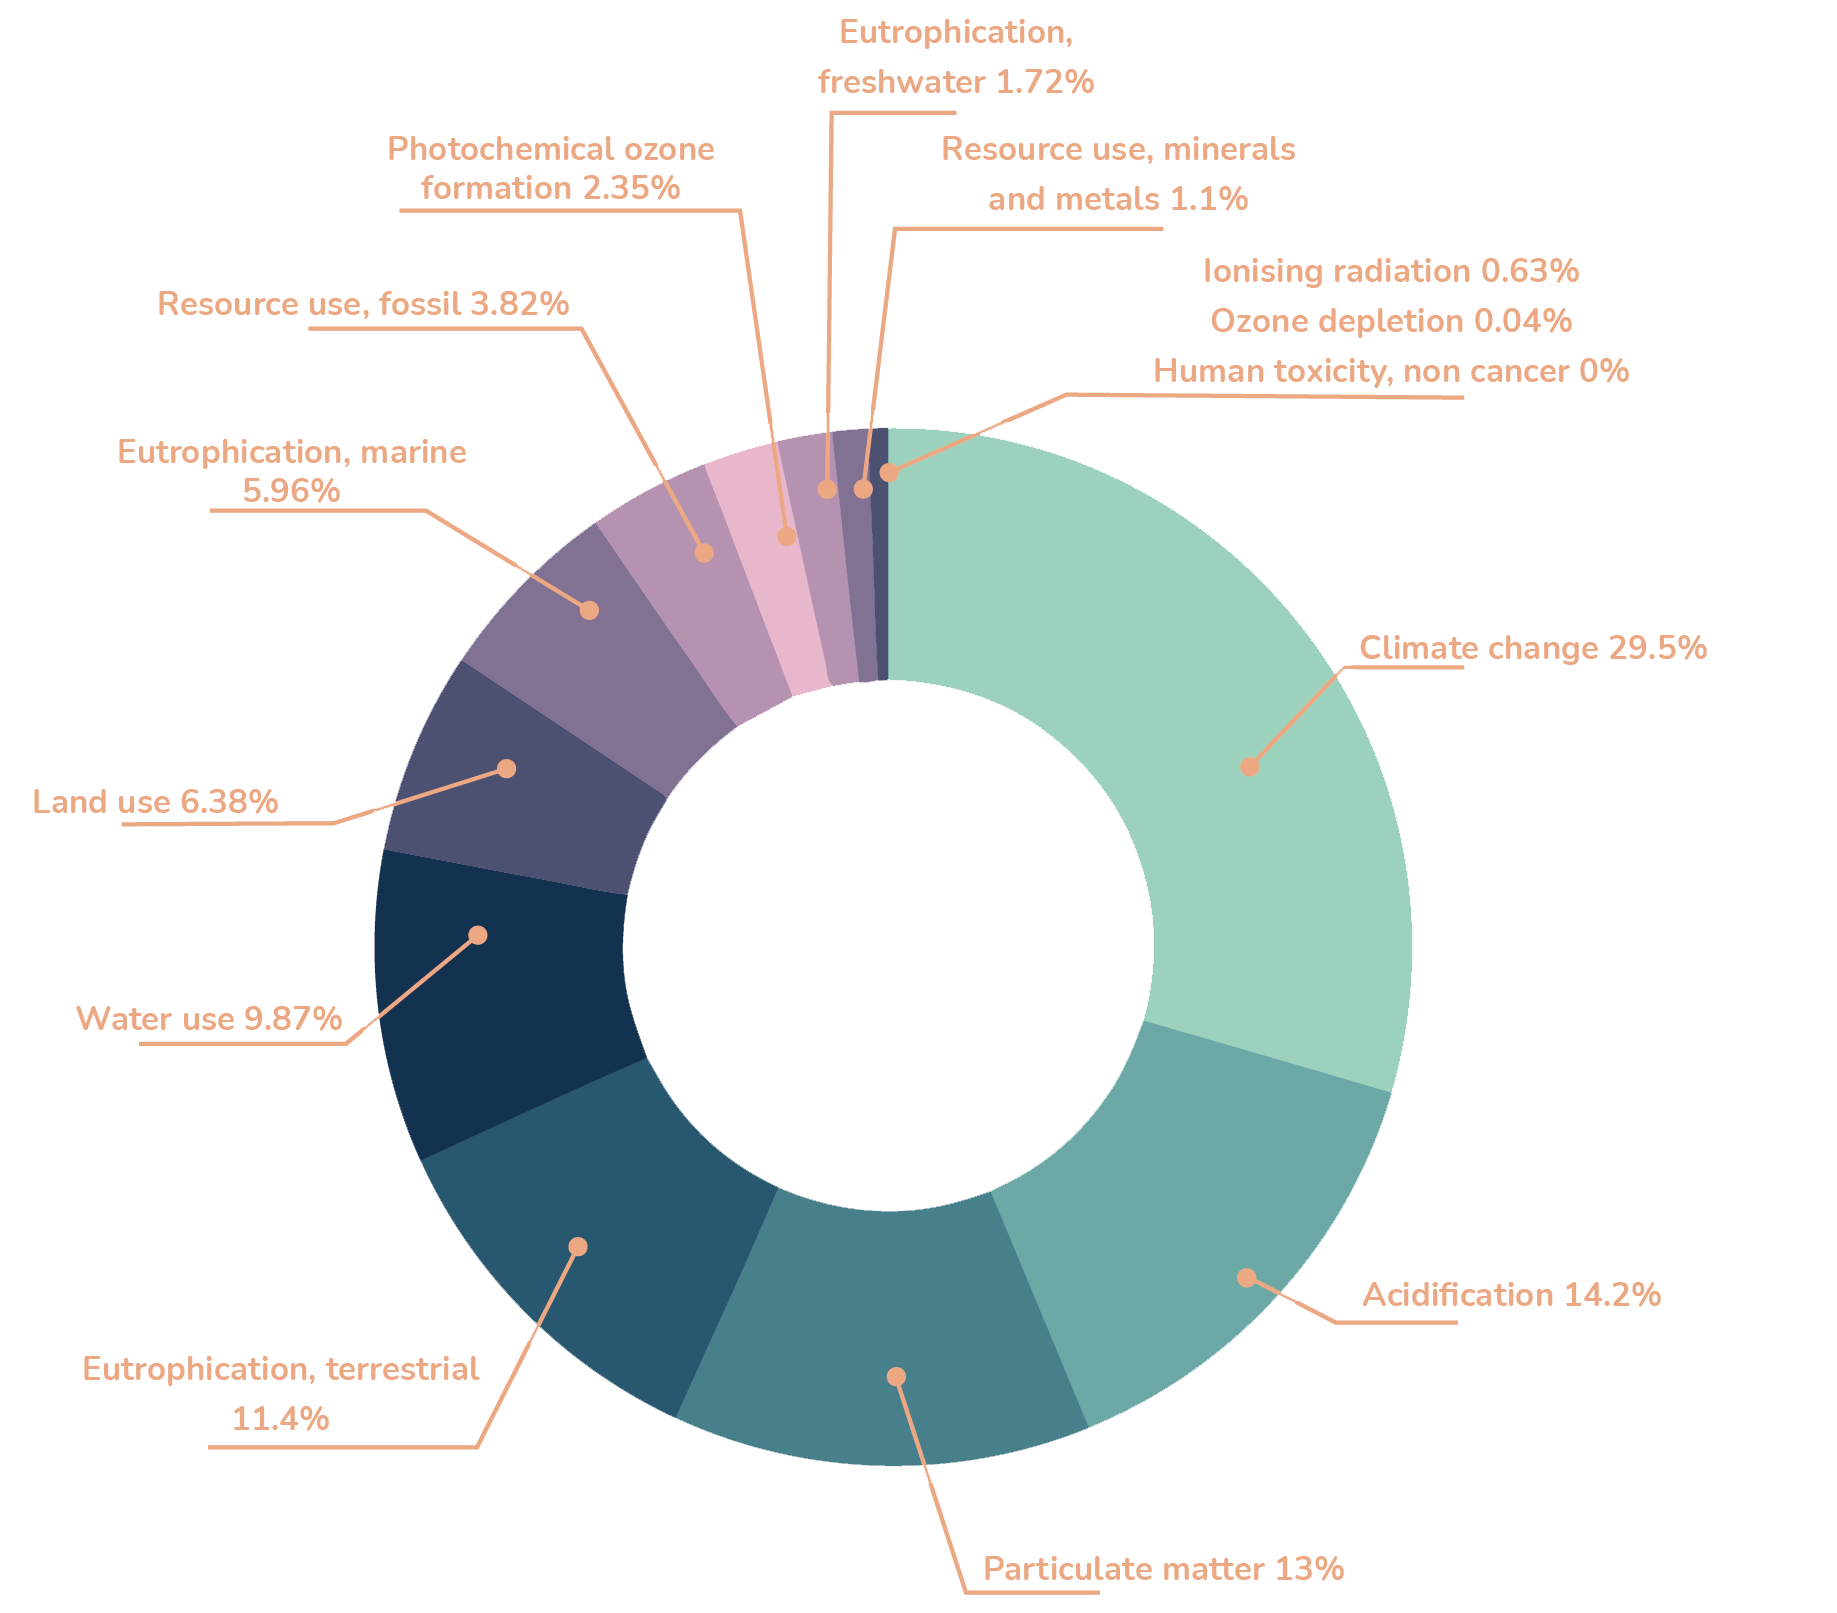 Eutrophication,
freshwater 1.72%
Photochemical ozone
formation 2.35%
Resource use, minerals
and metals 1.1%
Ionising radiation 0.63%
Ozone depletion 0.04%
Human toxicity, non cancer 0%
Resource use, fossil 3.82%
Eutrophication, marine
5.96%
Climate change 29.5%
Land use 6.38%
Water use 9.87%
Acidification 14.2%
Eutrophication, terrestrial
11.4%
Particulate matter 13%